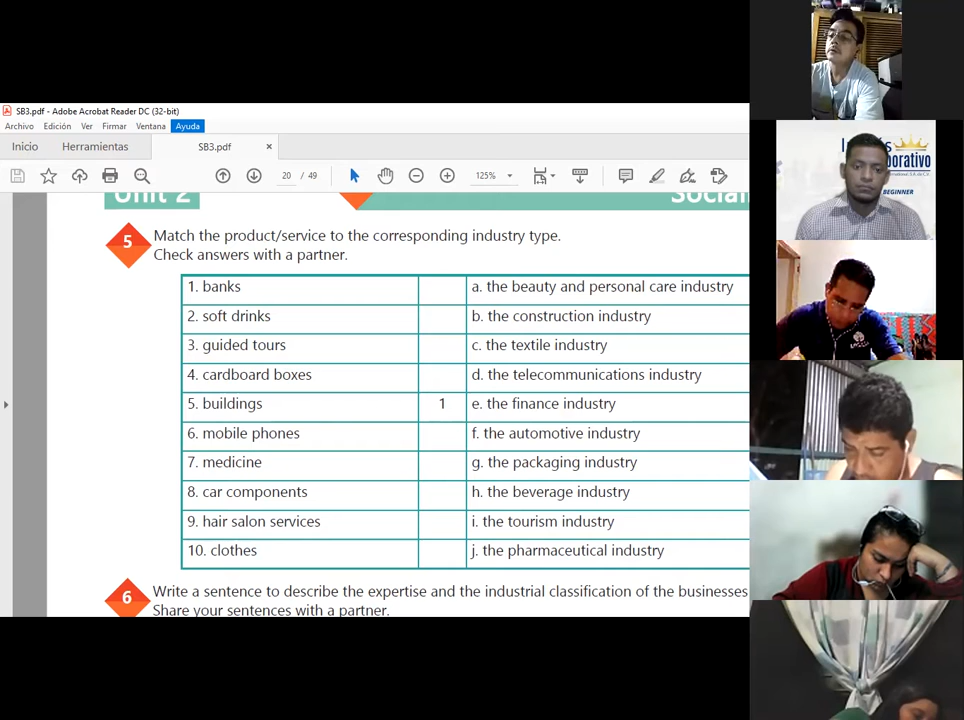 SB3.pdf - Adobe Acrobat Reader DC (32-bit)
Archivo Edición Ver Firmar Ventana Ayuda
Inicio Herramientas SB3.pdf ×
20 / 49 125%
Unit 2 Social
5 Match the product/service to the corresponding industry type.
Check answers with a partner.
1. banks a. the beauty and personal care industry
2. soft drinks b. the construction industry
3. guided tours c. the textile industry
4. cardboard boxes d. the telecommunications industry
5. buildings 1 e. the finance industry
6. mobile phones f. the automotive industry
7. medicine g. the packaging industry
8. car components h. the beverage industry
9. hair salon services i. the tourism industry
10. clothes j. the pharmaceutical industry
6 Write a sentence to describe the expertise and the industrial classification of the businesses
Share your sentences with a partner.
BEGINNER